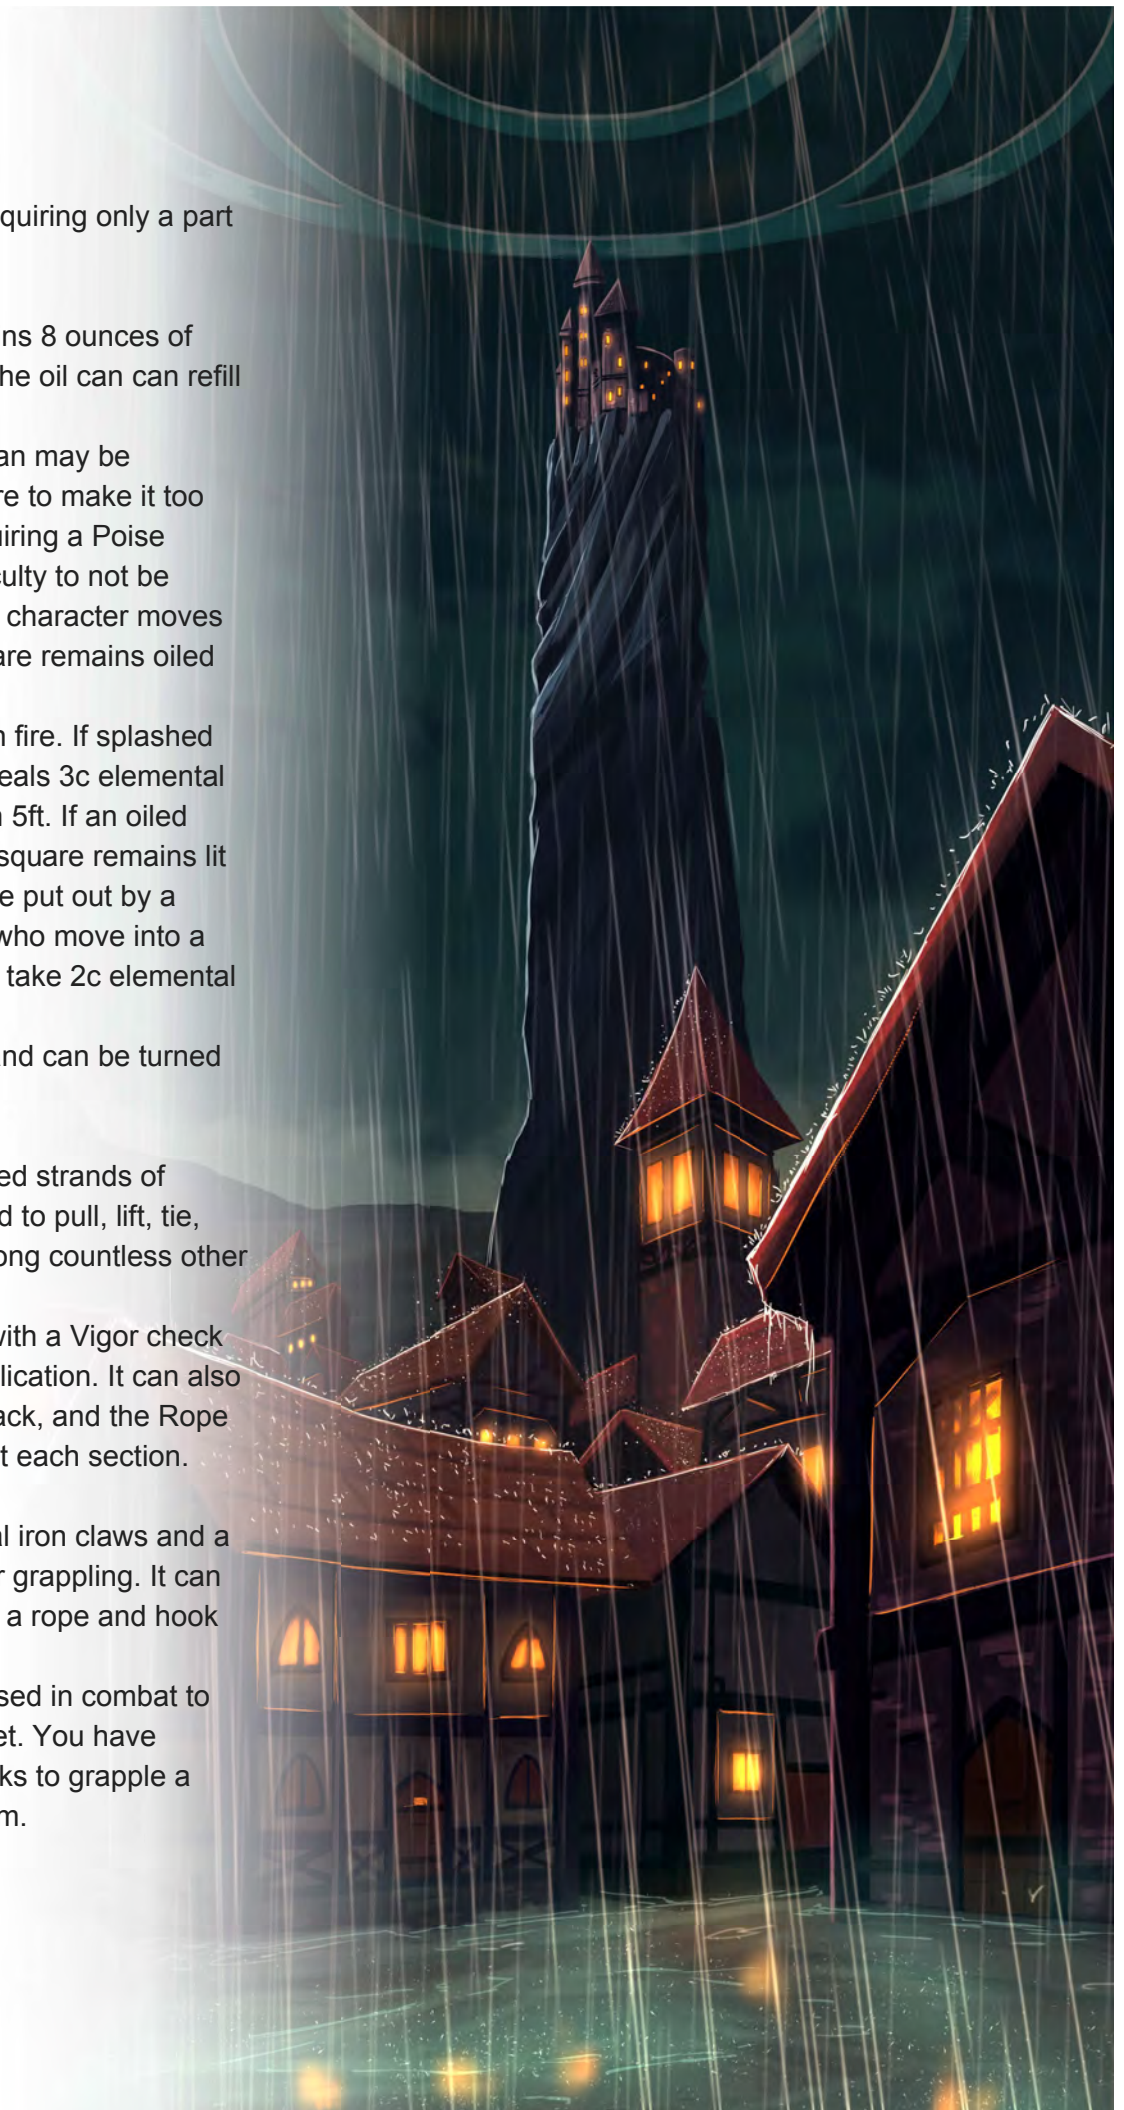 quiring only a part
ns 8 ounces of
he oil can can refill
an may be
re to make it too
uiring a Poise
culty to not be
character moves
are remains oiled
n fire. If splashed
eals 3c elemental
5ft. If an oiled
square remains lit
e put out by a
who move into a
take 2c elemental
and can be turned
ed strands of
d to pull, lift, tie,
ong countless other
with a Vigor check
lication. It can also
ack, and the Rope
t each section.
al iron claws and a
r grappling. It can
a rope and hook
sed in combat to
et. You have
ks to grapple a
m.